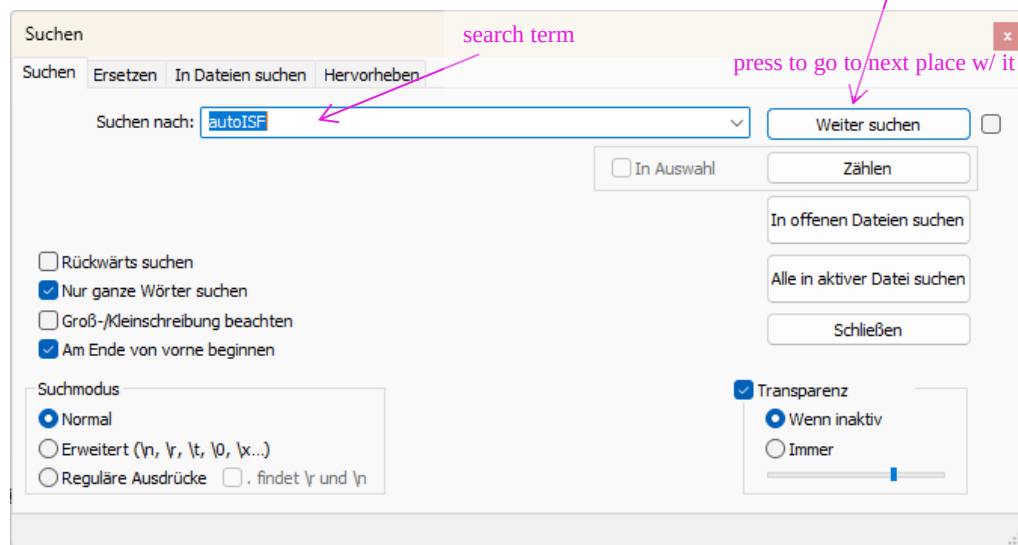 Suchen
search term
x
Suchen Ersetzen In Dateien suchen Hervorheben
press to go to next place w/ it
Suchen nach: autoISF
Weiter suchen
In Auswahl
Zählen
In offenen Dateien suchen
Rückwärts suchen
Alle in aktiver Datei suchen
Nur ganze Wörter suchen
Groß-/Kleinschreibung beachten
Schließen
Am Ende von vorne beginnen
Suchmodus
Transparenz
Normal
Wenn inaktiv
Erweitert (\n, \r, \t, \0, \x...)
Immer
Reguläre Ausdrücke . findet \r und \n